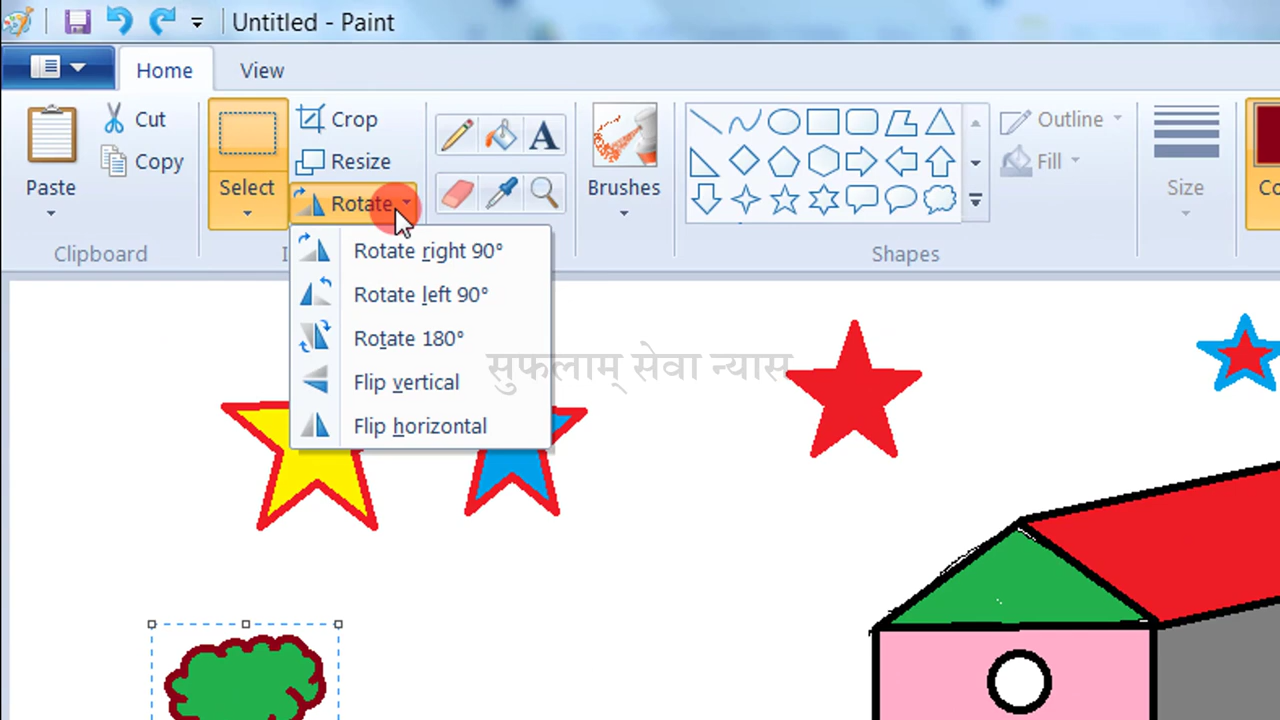 Untitled - Paint
Home View
Paste
Cut
Copy
Clipboard
Select
Crop
Resize
Rotate
Rotate right 90°
Rotate left 90°
Rotate 180°
Flip vertical
Flip horizontal
A
Brushes
Shapes
Outline
Fill
Size
सुफलाम् सेवा न्यास